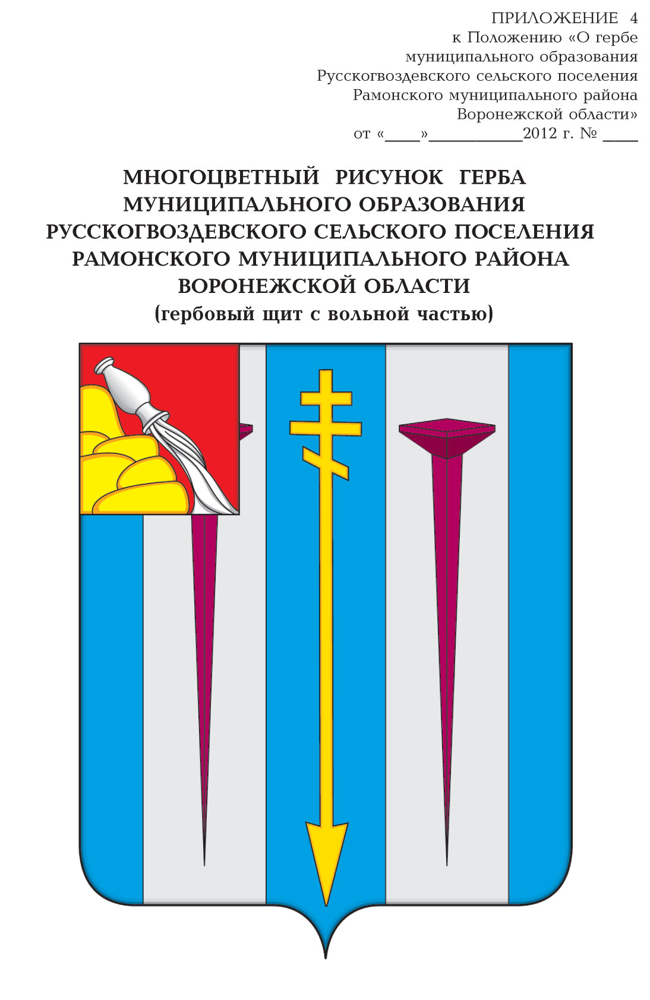 ПРИЛОЖЕНИЕ 4
к Положению «О гербе
муниципального образования
Русскогвоздевского сельского поселения
Рамонского муниципального района
Воронежской области»
от «____»___________2012 г. № ____
МНОГОЦВЕТНЫЙ РИСУНОК ГЕРБА
МУНИЦИПАЛЬНОГО ОБРАЗОВАНИЯ
РУССКОГВОЗДЕВСКОГО СЕЛЬСКОГО ПОСЕЛЕНИЯ
РАМОНСКОГО МУНИЦИПАЛЬНОГО РАЙОНА
ВОРОНЕЖСКОЙ ОБЛАСТИ
(гербовый щит с вольной частью)